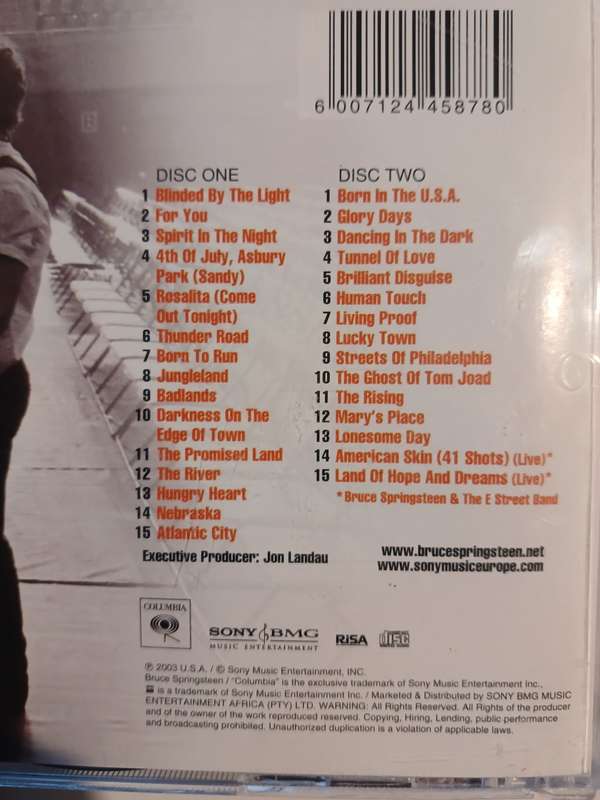 6 007124 458780
DISC ONE
1 Blinded By The Light
2 For You
3 Spirit In The Night
4 4th Of July, Asbury
Park (Sandy)
5 Rosalita (Come
Out Tonight)
6 Thunder Road
7 Born To Run
8 Jungleland
9 Badlands
10 Darkness On The
Edge Of Town
11 The Promised Land
12 The River
13 Hungry Heart
14 Nebraska
15 Atlantic City
Executive Producer: Jon Landau
DISC TWO
1 Born In The U.S.A.
2 Glory Days
3 Dancing In The Dark
4 Tunnel Of Love
5 Brilliant Disguise
6 Human Touch
7 Living Proof
8 Lucky Town
9 Streets Of Philadelphia
10 The Ghost Of Tom Joad
11 The Rising
12 Mary's Place
13 Lonesome Day
14 American Skin (41 Shots) (Live)*
15 Land Of Hope And Dreams (Live)*
*Bruce Springsteen & The E Street Band
www.brucespringsteen.net
www.sonymusiceurope.com
COLUMBIA
SONY BMG
MUSIC ENTERTAINMENT
RiSA
disc
℗ 2003 U.S.A. / © Sony Music Entertainment, INC.
Bruce Springsteen / "Columbia" is the exclusive trademark of Sony Music Entertainment Inc.,
is a trademark of Sony Music Entertainment Inc. / Marketed & Distributed by SONY BMG MUSIC
ENTERTAINMENT AFRICA (PTY) LTD. WARNING: All Rights Reserved. All Rights of the producer
and of the owner of the work reproduced reserved. Copying, Hiring, Lending, public performance
and broadcasting prohibited. Unauthorized duplication is a violation of applicable laws.